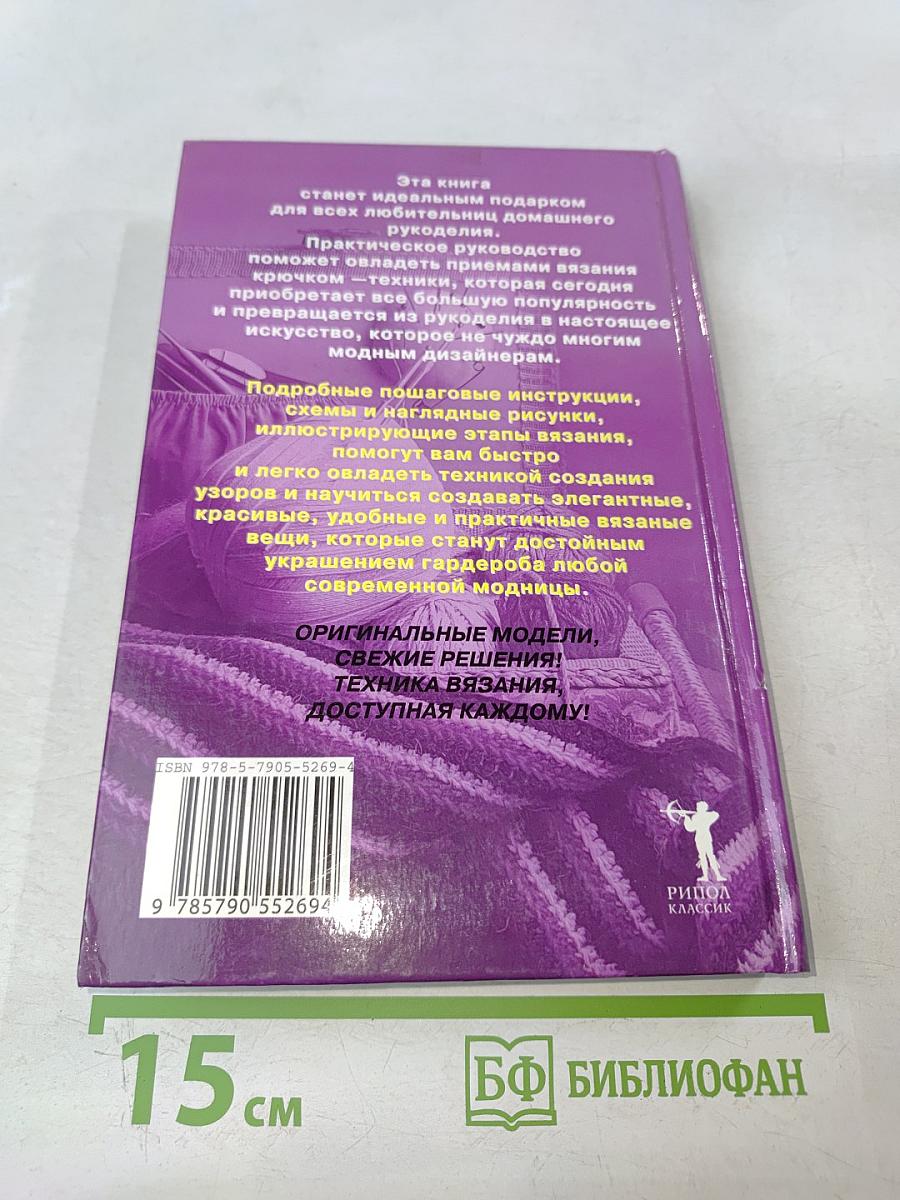 Эта книга
станет идеальным подарком
для всех любительниц домашнего
рукоделия.
Практическое руководство
поможет овладеть приемами вязания
крючком —техники, которая сегодня
приобретает все большую популярность
и превращается из рукоделия в настоящее
искусство, которое не чуждо многим
модным дизайнерам.
Подробные пошаговые инструкции,
схемы и наглядные рисунки,
иллюстрирующие этапы вязания,
помогут вам быстро
и легко овладеть техникой создания
узоров и научиться создавать элегантные,
красивые, удобные и практичные вязаные
вещи, которые станут достойным
украшением гардероба любой
современной модницы.
ОРИГИНАЛЬНЫЕ МОДЕЛИ,
СВЕЖИЕ РЕШЕНИЯ!
ТЕХНИКА ВЯЗАНИЯ,
ДОСТУПНАЯ КАЖДОМУ!
ISBN 978-5-7905-5269-4
9 785790 552694
РИПОЛ
КЛАССИК
15 см
БФ БИБЛИОФАН